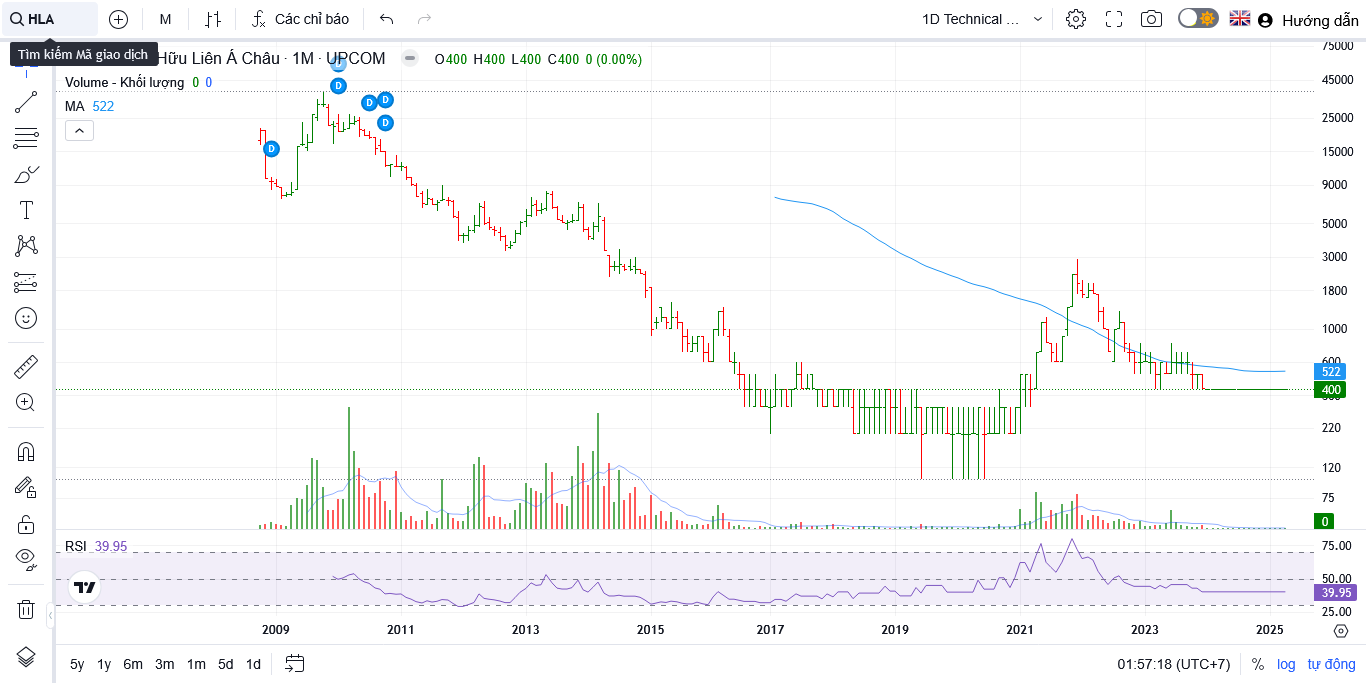 HLA
M
Các chỉ báo
1D Technical ...
Hướng dẫn
Tìm kiếm Mã giao dịch
Hữu Liên Á Châu · 1M · UPCOM
O400 H400 L400 C400 0 (0.00%)
Volume - Khối lượng 0 0
MA 522
D
D
D
D
D
D
75000
45000
25000
15000
9000
5000
3000
1800
1000
600
522
400
220
120
75
0
RSI 39.95
75.00
50.00
39.95
25.00
2009 2011 2013 2015 2017 2019 2021 2023 2025
5y 1y 6m 3m 1m 5d 1d
01:57:18 (UTC+7) % log tự động